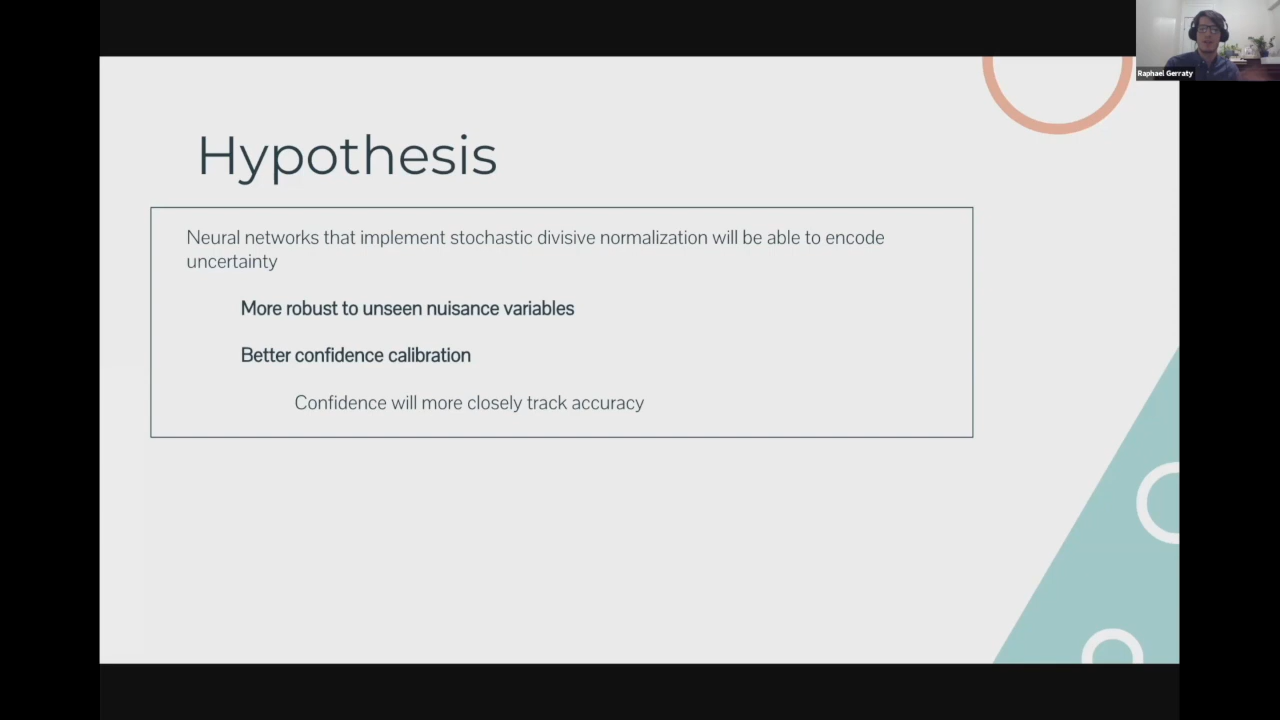 Raphael Gerraty
Hypothesis
Neural networks that implement stochastic divisive normalization will be able to encode
uncertainty
More robust to unseen nuisance variables
Better confidence calibration
Confidence will more closely track accuracy